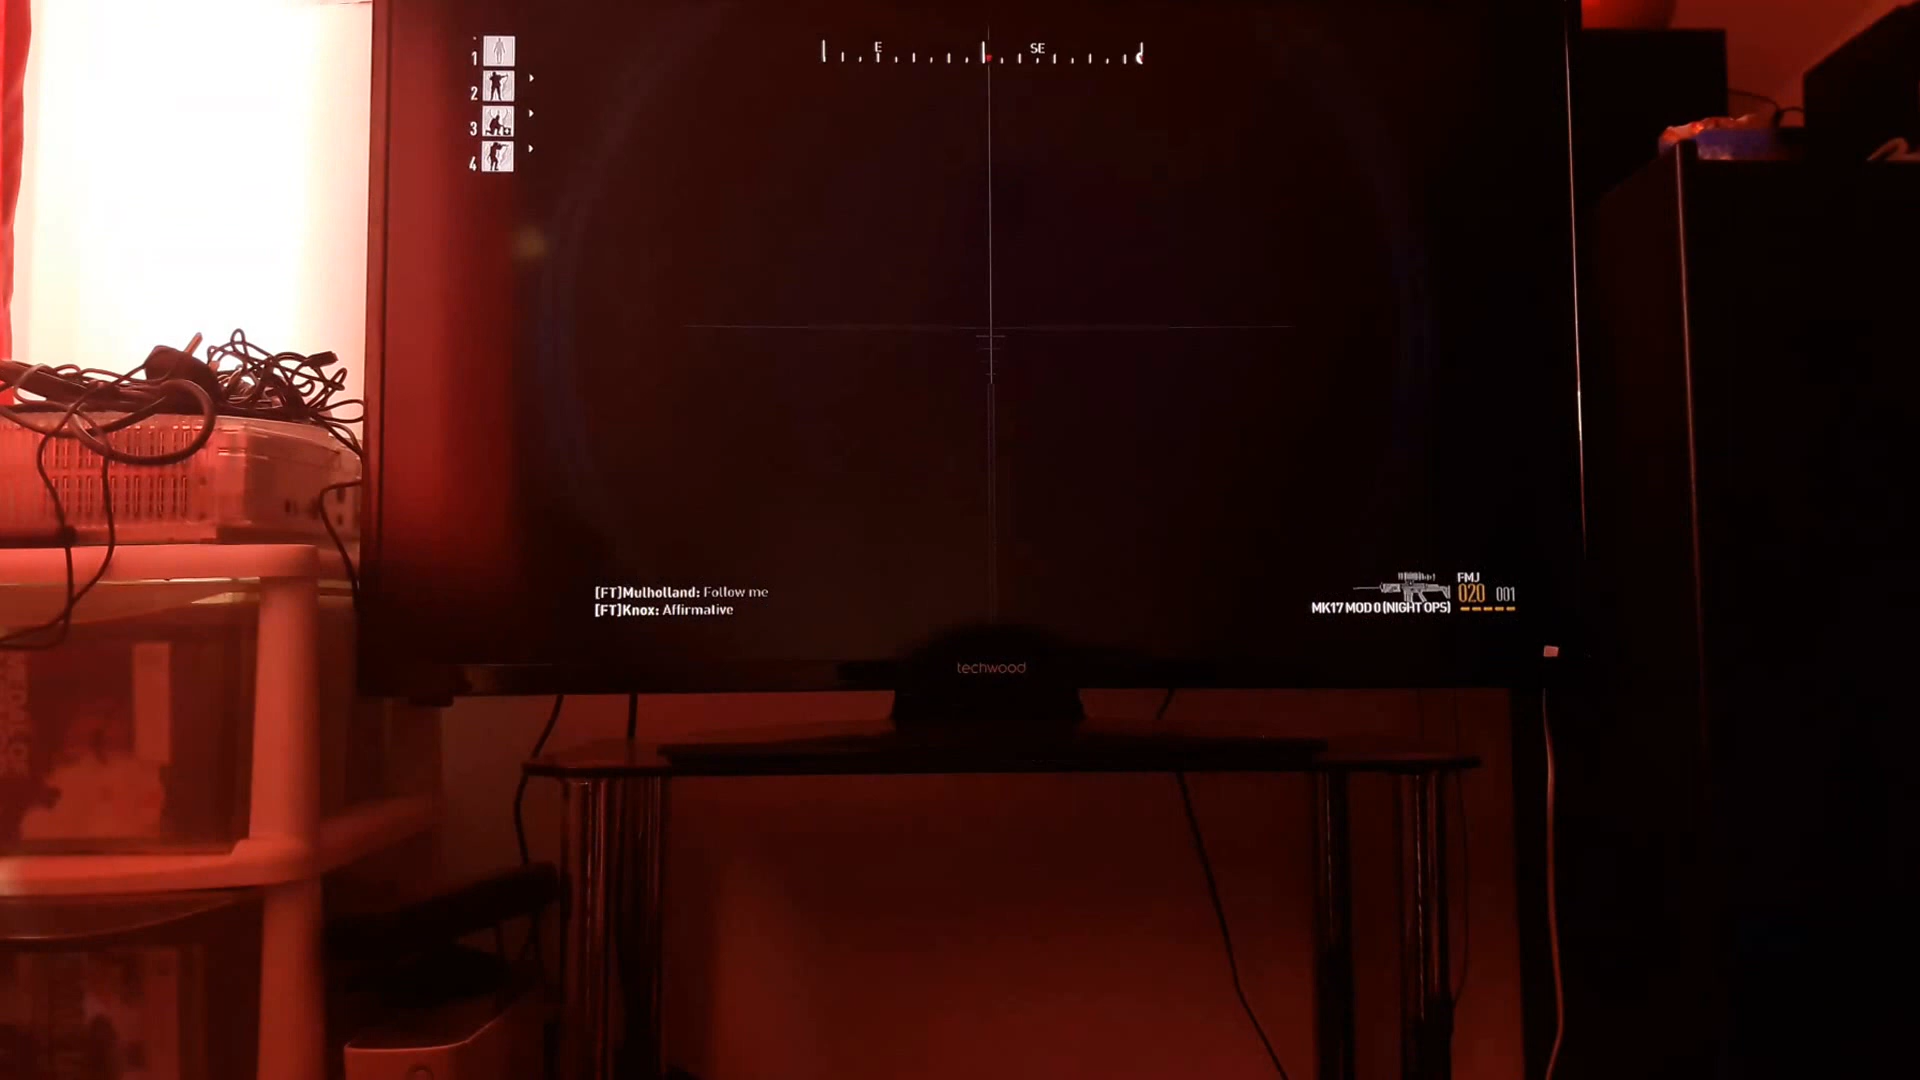 E SE
1
2
3
4
[FT]Mulholland: Follow me
[FT]Knox: Affirmative
FMJ
020 001
MK17 MOD 0 (NIGHT OPS)
techwood